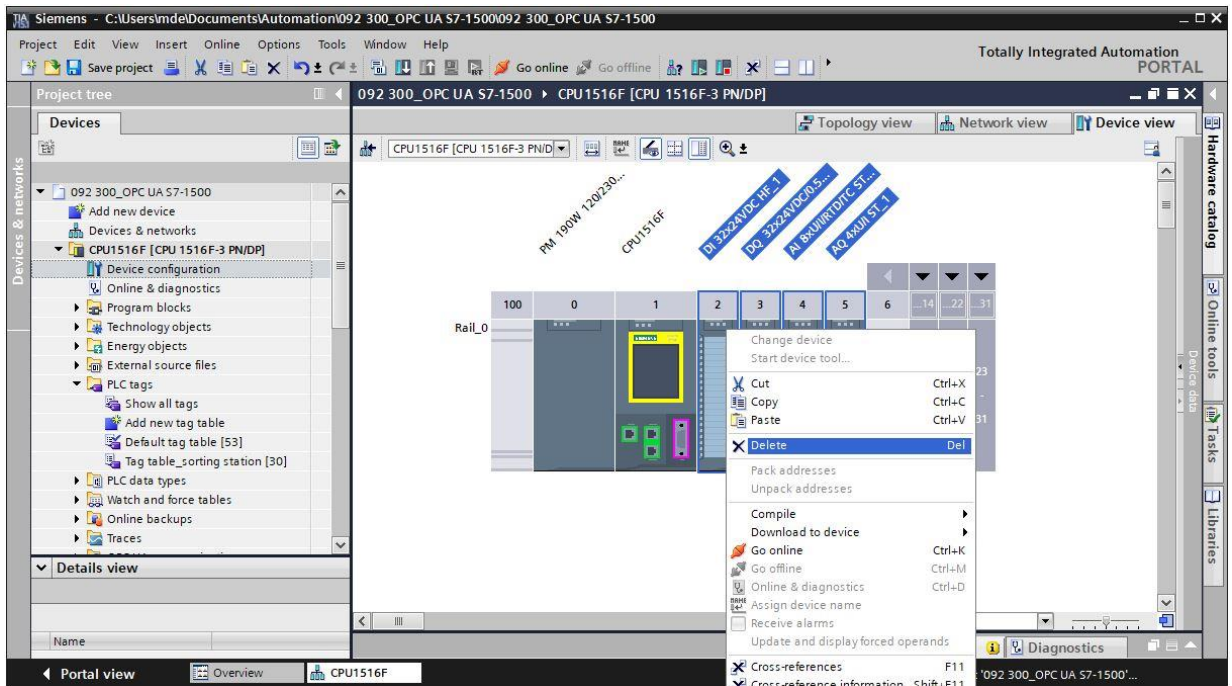 Siemens - C:\Users\mde\Documents\Automation\092 300_OPC UA S7-1500\092 300_OPC UA S7-1500
Project Edit View Insert Online Options Tools Window Help
Totally Integrated Automation
PORTAL
Save project Go online Go offline
Project tree
092 300_OPC UA S7-1500 ▸ CPU1516F [CPU 1516F-3 PN/DP]
Devices
Topology view Network view Device view
CPU1516F [CPU 1516F-3 PN/D
Devices & networks
092 300_OPC UA S7-1500
Add new device
Devices & networks
CPU1516F [CPU 1516F-3 PN/DP]
Device configuration
Online & diagnostics
Program blocks
Technology objects
Energy objects
External source files
PLC tags
Show all tags
Add new tag table
Default tag table [53]
Tag table_sorting station [30]
PLC data types
Watch and force tables
Online backups
Traces
Details view
Name
PM 190W 120/230...
CPU1516F
DI 32x24VDC HF_1
DQ 32x24VDC/0.5...
AI 8xU/I/RTD/TC ST...
AQ 4xU/I ST_1
100 0 1 2 3 4 5 6 ...14 ...22 ...31
Rail_0
SIEMENS
23
-
31
Change device
Start device tool...
Cut Ctrl+X
Copy Ctrl+C
Paste Ctrl+V
Delete Del
Pack addresses
Unpack addresses
Compile
Download to device
Go online Ctrl+K
Go offline Ctrl+M
Online & diagnostics Ctrl+D
Assign device name
Receive alarms
Update and display forced operands
Cross-references F11
Cross-reference information Shift+F11
Device data
Hardware catalog
Online tools
Tasks
Libraries
Diagnostics
Portal view Overview CPU1516F
'092 300_OPC UA S7-1500'...